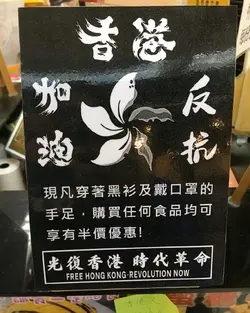 香港
加油
反抗
現凡穿著黑衫及戴口罩的
手足，購買任何食品均可
享有半價優惠!
光復香港 時代革命
FREE HONG KONG·REVOLUTION NOW